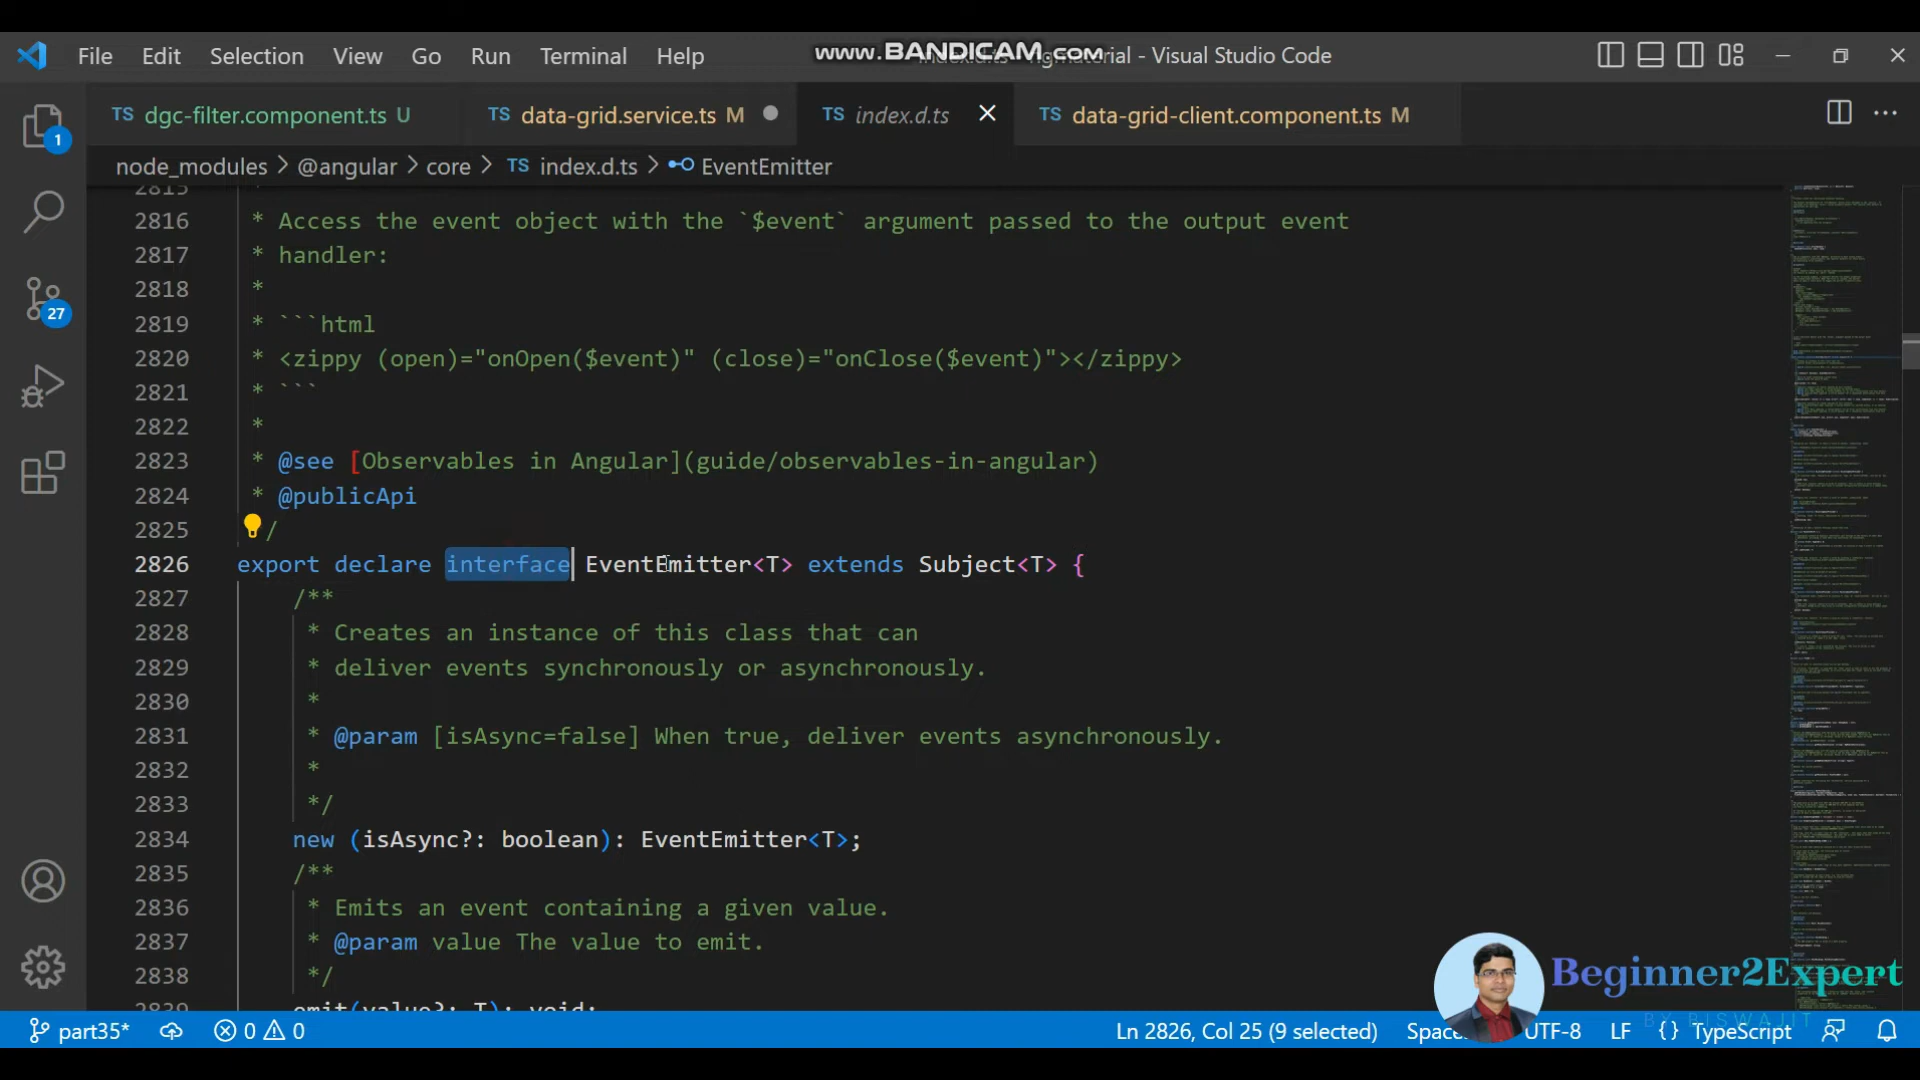 File Edit Selection View Go Run Terminal Help
www.BANDICAM.com
- Visual Studio Code
TS dgc-filter.component.ts U
TS data-grid.service.ts M
TS index.d.ts
TS data-grid-client.component.ts M
node_modules > @angular > core > TS index.d.ts > EventEmitter
2815
2816 * Access the event object with the `$event` argument passed to the output event
2817 * handler:
2818 *
2819 * ```html
2820 * <zippy (open)="onOpen($event)" (close)="onClose($event)"></zippy>
2821 * ```
2822 *
2823 * @see [Observables in Angular](guide/observables-in-angular)
2824 * @publicApi
2825 /
2826 export declare interface EventEmitter<T> extends Subject<T> {
2827 /**
2828 * Creates an instance of this class that can
2829 * deliver events synchronously or asynchronously.
2830 *
2831 * @param [isAsync=false] When true, deliver events asynchronously.
2832 *
2833 */
2834 new (isAsync?: boolean): EventEmitter<T>;
2835 /**
2836 * Emits an event containing a given value.
2837 * @param value The value to emit.
2838 */
2839 emit(value?: T): void;
1
27
Beginner2Expert
BY BISWAJIT
part35* 0 0 Ln 2826, Col 25 (9 selected) UTF-8 LF {} TypeScript